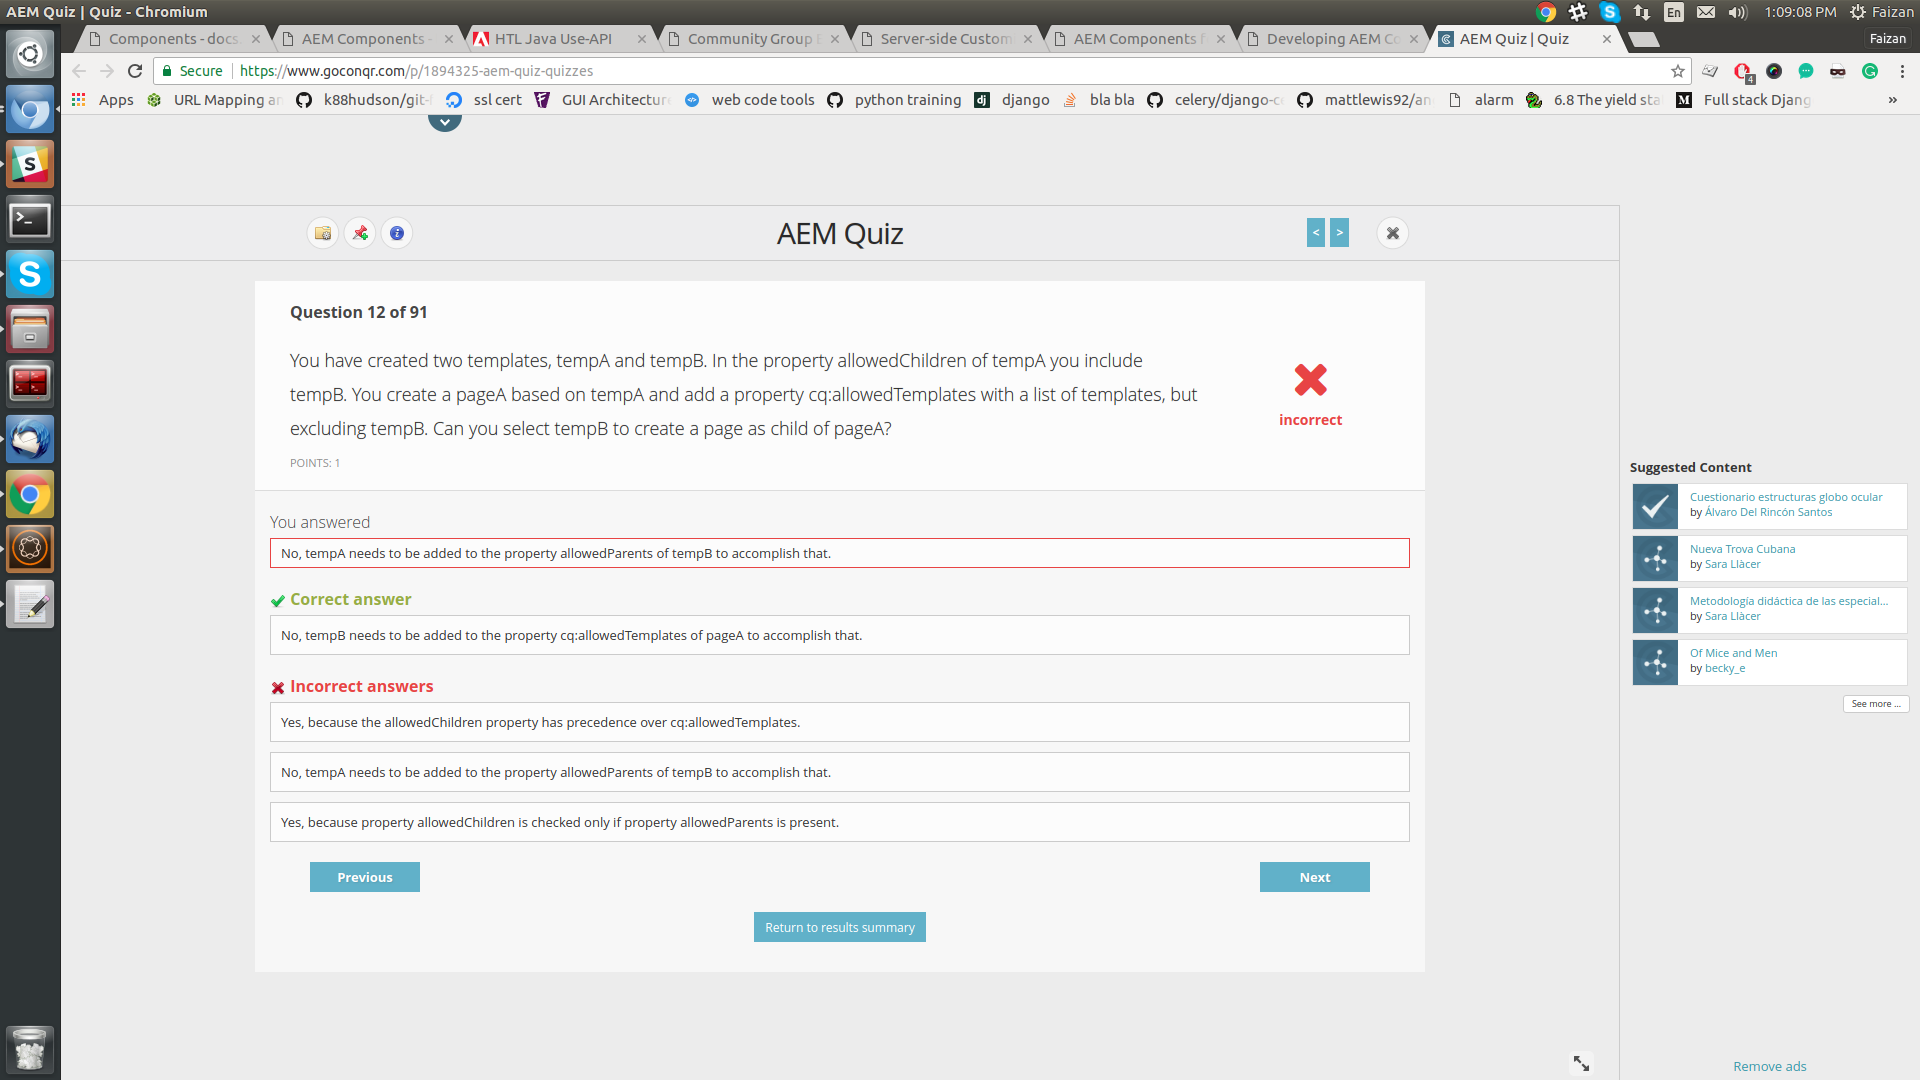 AEM Quiz | Quiz - Chromium
En
1:09:08 PM
Faizan
Components - docs.
AEM Components -
HTL Java Use-API
Community Group
Server-side Custom
AEM Components
Developing AEM
AEM Quiz | Quiz
Faizan
Secure
https://www.goconqr.com/p/1894325-aem-quiz-quizzes
4
Apps
URL Mapping
k88hudson/git-
ssl cert
GUI Architectur
web code tools
python training
dj
django
bla bla
celery/django-c
mattlewis92/an
alarm
6.8 The yield sta
M
Full stack Djang
»
AEM Quiz
<
>
Question 12 of 91
You have created two templates, tempA and tempB. In the property allowedChildren of tempA you include
tempB. You create a pageA based on tempA and add a property cq:allowedTemplates with a list of templates, but
excluding tempB. Can you select tempB to create a page as child of pageA?
incorrect
POINTS: 1
You answered
No, tempA needs to be added to the property allowedParents of tempB to accomplish that.
Correct answer
No, tempB needs to be added to the property cq:allowedTemplates of pageA to accomplish that.
Incorrect answers
Yes, because the allowedChildren property has precedence over cq:allowedTemplates.
No, tempA needs to be added to the property allowedParents of tempB to accomplish that.
Yes, because property allowedChildren is checked only if property allowedParents is present.
Previous
Next
Return to results summary
Suggested Content
Cuestionario estructuras globo ocular
by Álvaro Del Rincón Santos
Nueva Trova Cubana
by Sara Llàcer
Metodología didáctica de las especial...
by Sara Llàcer
Of Mice and Men
by becky_e
See more ...
Remove ads